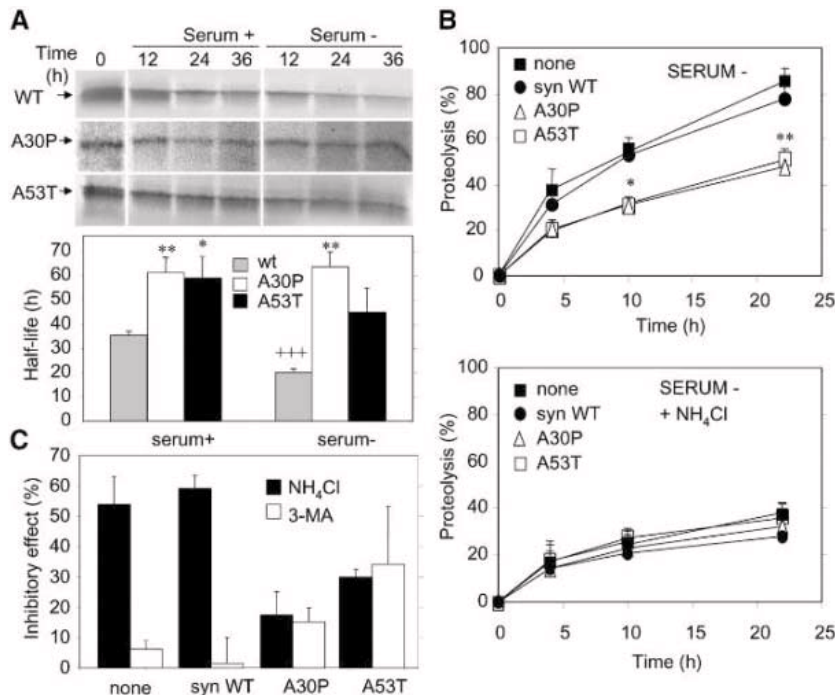 A
Serum +
Serum -
Time (h)
0
12
24
36
12
24
36
WT
A30P
A53T
Half-life (h)
70
60
50
40
30
20
10
0
**
*
**
+++
wt
A30P
A53T
serum+
serum-
B
Proteolysis (%)
100
80
60
40
20
0
none
syn WT
A30P
A53T
SERUM -
*
**
0
5
10
15
20
25
Time (h)
Proteolysis (%)
100
80
60
40
20
0
none
syn WT
A30P
A53T
SERUM -
+ NH₄Cl
0
5
10
15
20
25
Time (h)
C
Inhibitory effect (%)
70
60
50
40
30
20
10
0
NH₄Cl
3-MA
none
syn WT
A30P
A53T